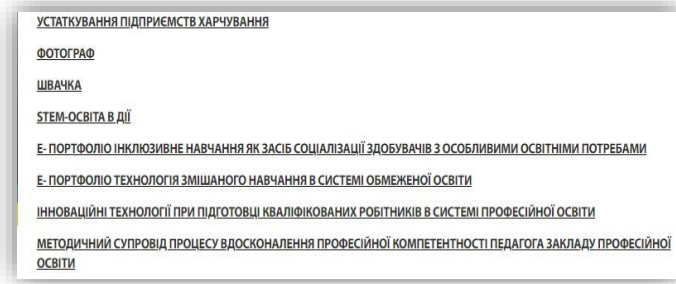 УСТАТКУВАННЯ ПІДПРИЄМСТВ ХАРЧУВАННЯ
ФОТОГРАФ
ШВАЧКА
STEM-ОСВІТА В ДІЇ
Е- ПОРТФОЛІО ІНКЛЮЗИВНЕ НАВЧАННЯ ЯК ЗАСІБ СОЦІАЛІЗАЦІЇ ЗДОБУВАЧІВ З ОСОБЛИВИМИ ОСВІТНІМИ ПОТРЕБАМИ
Е- ПОРТФОЛІО ТЕХНОЛОГІЯ ЗМІШАНОГО НАВЧАННЯ В СИСТЕМІ ОБМЕЖЕНОЇ ОСВІТИ
ІННОВАЦІЙНІ ТЕХНОЛОГІЇ ПРИ ПІДГОТОВЦІ КВАЛІФІКОВАНИХ РОБІТНИКІВ В СИСТЕМІ ПРОФЕСІЙНОЇ ОСВІТИ
МЕТОДИЧНИЙ СУПРОВІД ПРОЦЕСУ ВДОСКОНАЛЕННЯ ПРОФЕСІЙНОЇ КОМПЕТЕНТНОСТІ ПЕДАГОГА ЗАКЛАДУ ПРОФЕСІЙНОЇ
ОСВІТИ